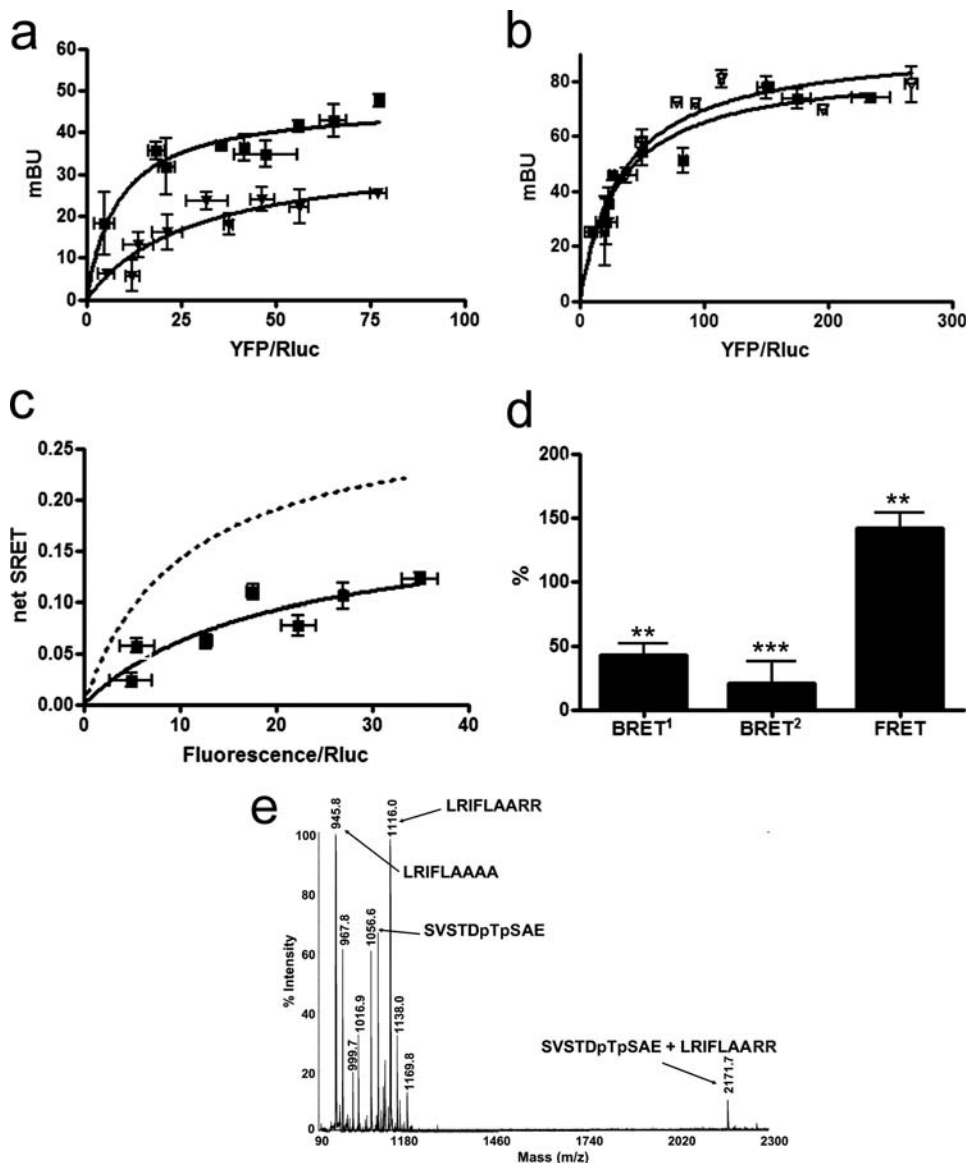 a
60
50
40
30
20
10
0
mBU
0 25 50 75 100
YFP/Rluc
b
80
60
40
20
0
mBU
0 100 200 300
YFP/Rluc
c
0.25
0.20
0.15
0.10
0.05
0.00
net SRET
0 10 20 30 40
Fluorescence/Rluc
d
200
150
100
50
0
%
** *** **
BRET1 BRET2 FRET
e
100
80
60
40
20
0
% Intensity
945.8
967.8
999.7
1016.9
1056.6
1116.0
1138.0
1169.8
2171.7
LRIFLAARR
LRIFLAAAA
SVSTDpTpSAE
SVSTDpTpSAE + LRIFLAARR
90 1180 1460 1740 2020 2300
Mass (m/z)